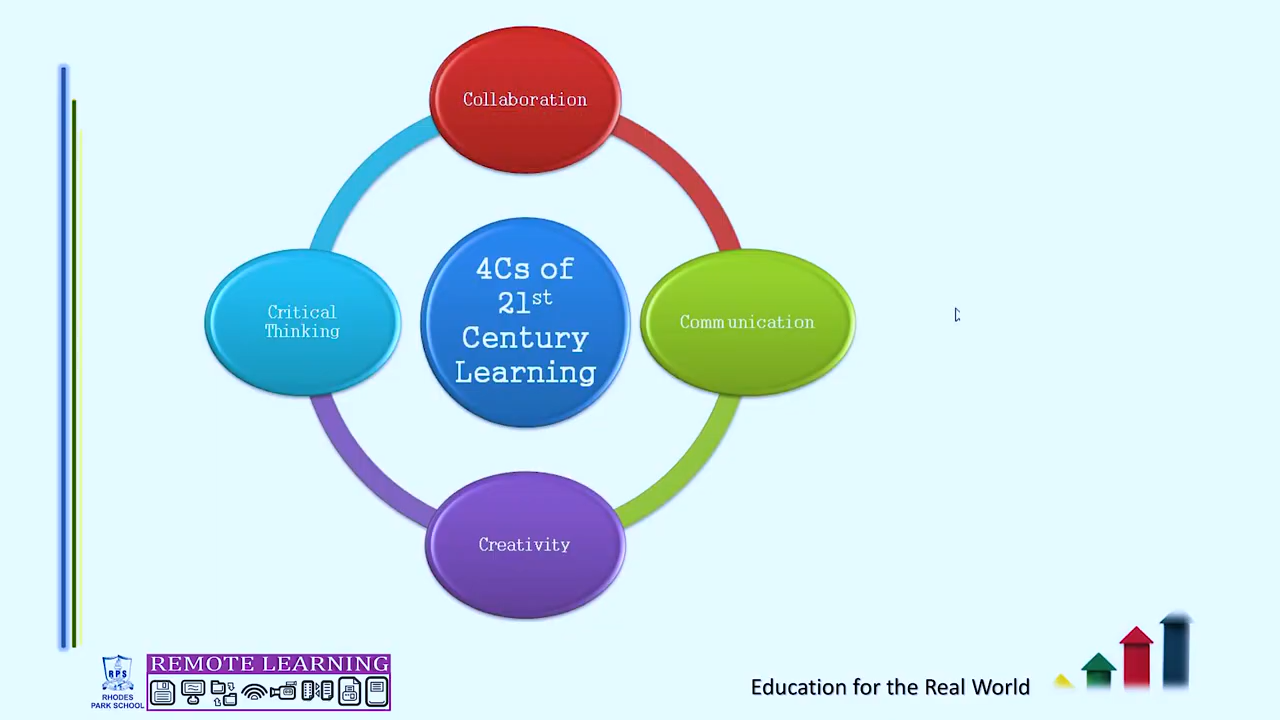 Collaboration
4Cs of
21st
Century
Learning
Critical
Thinking
Communication
Creativity
RPS
RHODES
PARK SCHOOL
REMOTE LEARNING
Education for the Real World